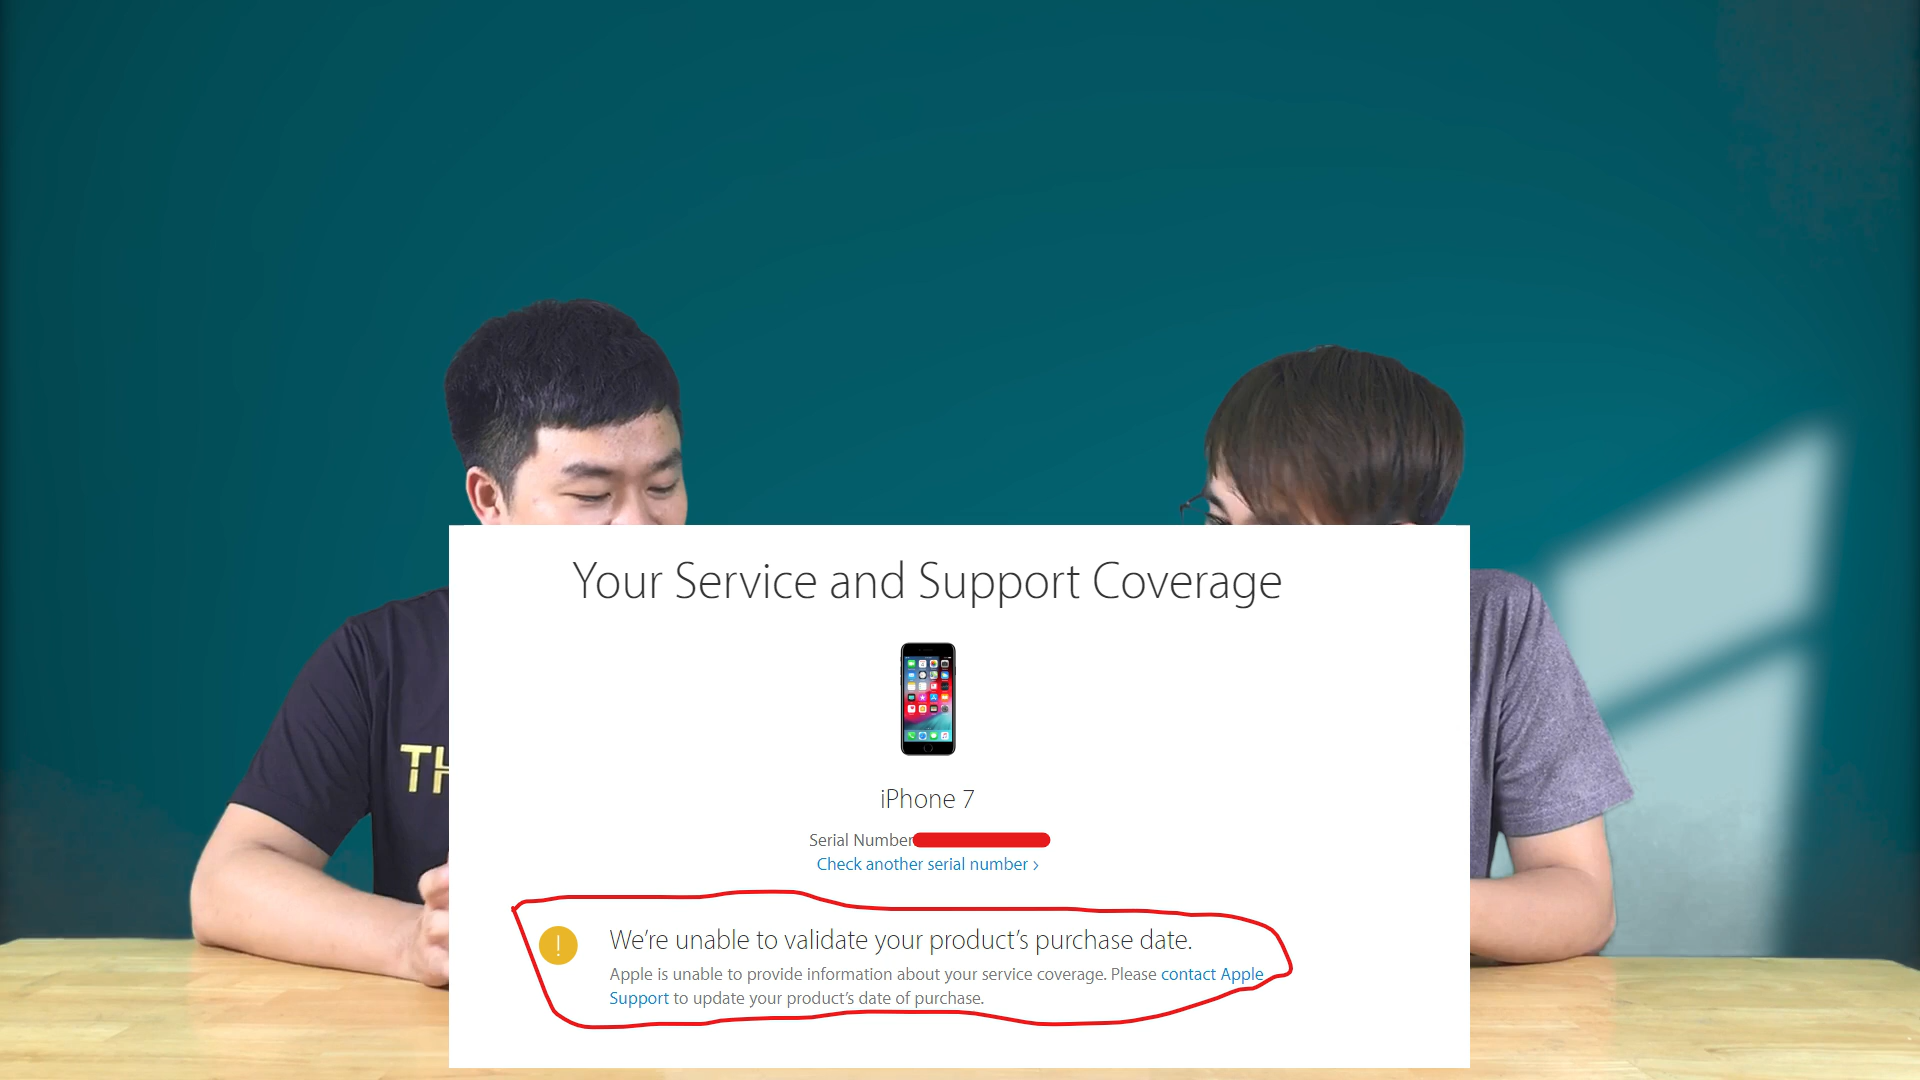 Your Service and Support Coverage
TH
iPhone 7
Serial Number
Check another serial number ›
!
We're unable to validate your product's purchase date.
Apple is unable to provide information about your service coverage. Please contact Apple
Support to update your product's date of purchase.